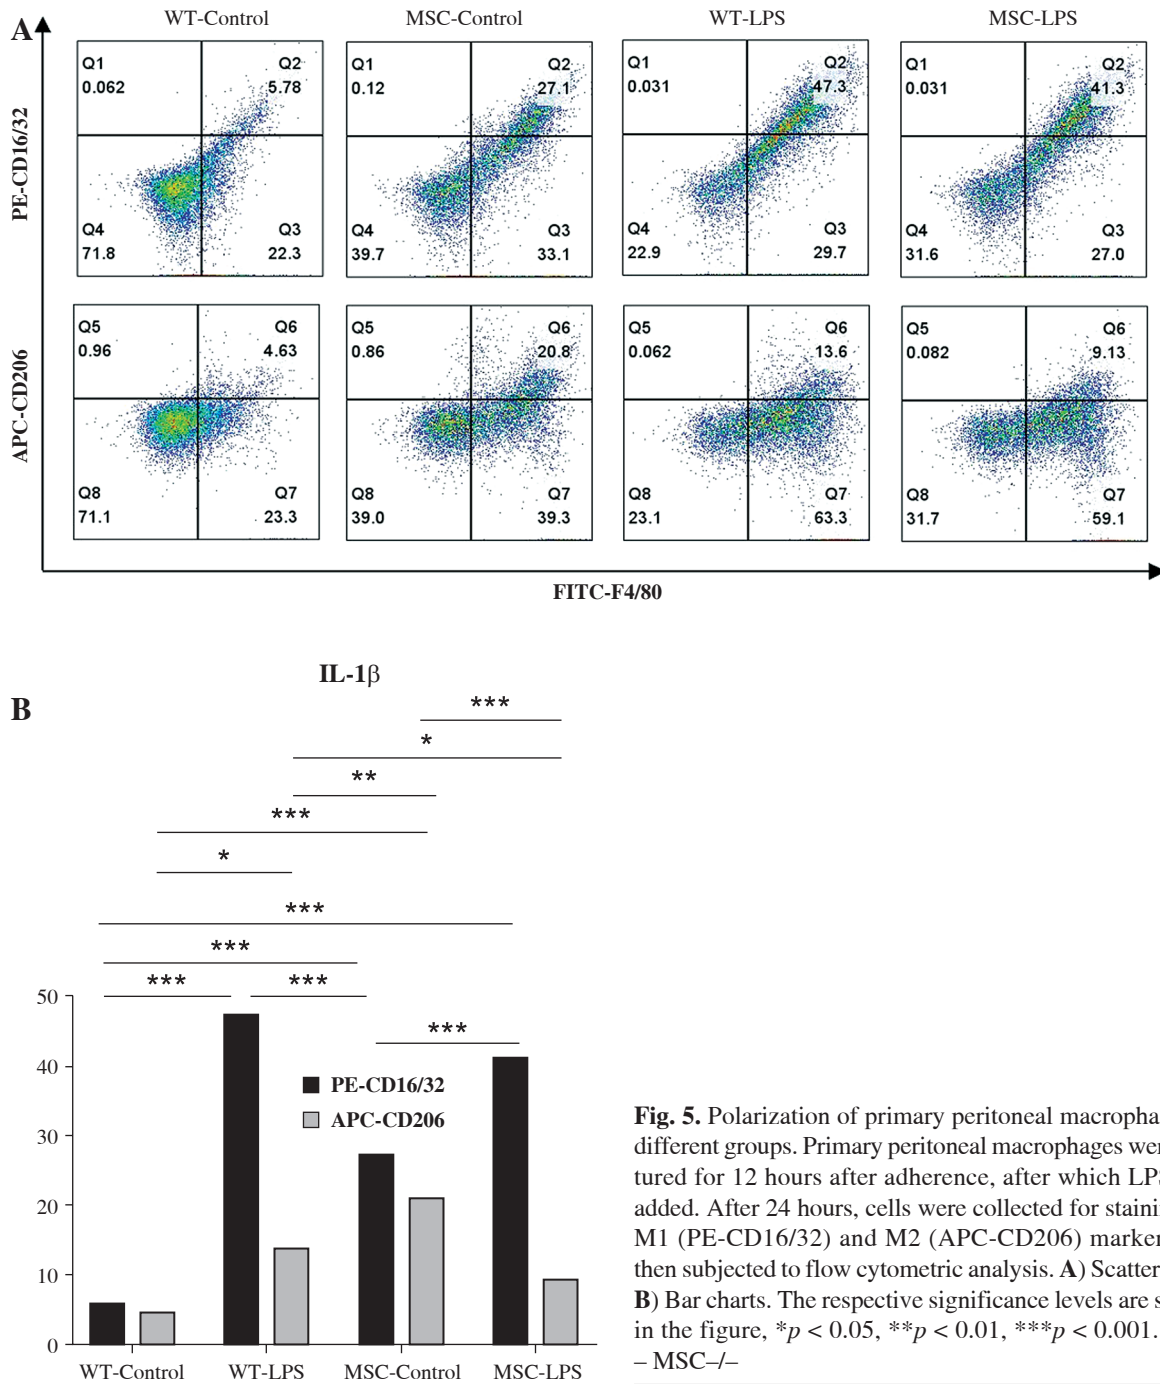 A
WT-Control MSC-Control WT-LPS MSC-LPS
PE-CD16/32
Q1 Q2
0.062 5.78
Q4 Q3
71.8 22.3
Q1 Q2
0.12 27.1
Q4 Q3
39.7 33.1
Q1 Q2
0.031 47.3
Q4 Q3
22.9 29.7
Q1 Q2
0.031 41.3
Q4 Q3
31.6 27.0
APC-CD206
Q5 Q6
0.96 4.63
Q8 Q7
71.1 23.3
Q5 Q6
0.86 20.8
Q8 Q7
39.0 39.3
Q5 Q6
0.062 13.6
Q8 Q7
23.1 63.3
Q5 Q6
0.082 9.13
Q8 Q7
31.7 59.1
FITC-F4/80
B
IL-1β
***
*
**
***
*
***
***
*** ***
***
50
40
30
20
10
0
PE-CD16/32
APC-CD206
WT-Control WT-LPS MSC-Control MSC-LPS
Fig. 5. Polarization of primary peritoneal macropha
different groups. Primary peritoneal macrophages wer
tured for 12 hours after adherence, after which LPS
added. After 24 hours, cells were collected for staini
M1 (PE-CD16/32) and M2 (APC-CD206) marker
then subjected to flow cytometric analysis. A) Scatter
B) Bar charts. The respective significance levels are s
in the figure, *p < 0.05, **p < 0.01, ***p < 0.001.
– MSC–/–